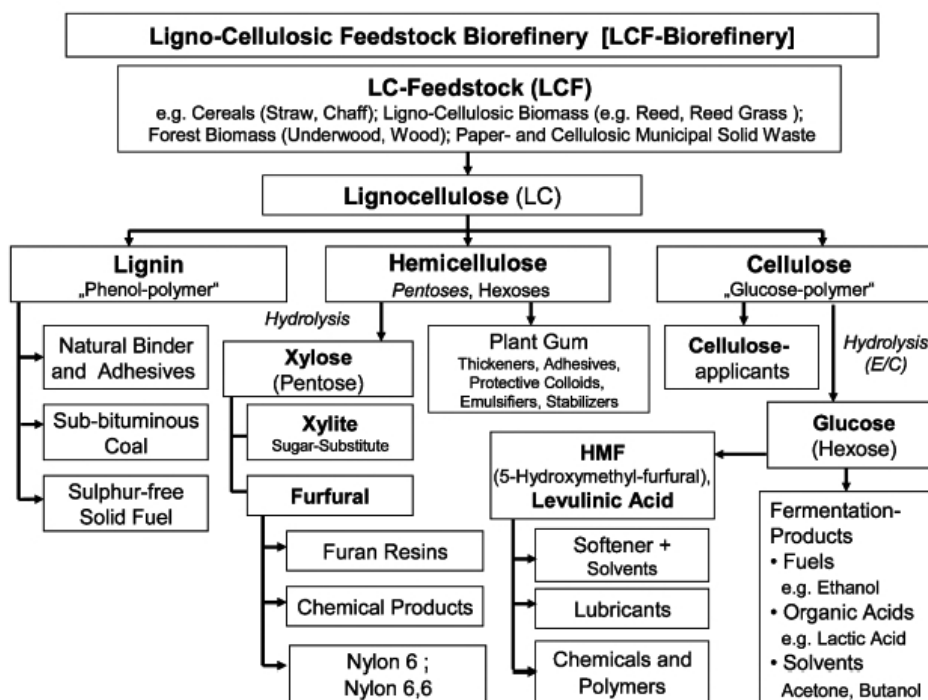 Ligno-Cellulosic Feedstock Biorefinery [LCF-Biorefinery]
LC-Feedstock (LCF)
e.g. Cereals (Straw, Chaff); Ligno-Cellulosic Biomass (e.g. Reed, Reed Grass );
Forest Biomass (Underwood, Wood); Paper- and Cellulosic Municipal Solid Waste
Lignocellulose (LC)
Lignin
„Phenol-polymer“
Hemicellulose
Pentoses, Hexoses
Cellulose
„Glucose-polymer“
Natural Binder
and Adhesives
Sub-bituminous
Coal
Sulphur-free
Solid Fuel
Hydrolysis
Xylose
(Pentose)
Xylite
Sugar-Substitute
Furfural
Furan Resins
Chemical Products
Nylon 6 ;
Nylon 6,6
Plant Gum
Thickeners, Adhesives,
Protective Colloids,
Emulsifiers, Stabilizers
Cellulose-
applicants
Hydrolysis
(E/C)
Glucose
(Hexose)
HMF
(5-Hydroxymethyl-furfural),
Levulinic Acid
Softener +
Solvents
Lubricants
Chemicals and
Polymers
Fermentation-
Products
• Fuels
e.g. Ethanol
• Organic Acids
e.g. Lactic Acid
• Solvents
Acetone, Butanol